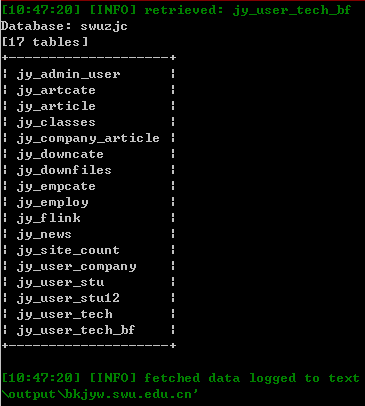 [10:47:20] [INFO] retrieved: jy_user_tech_bf
Database: swuzjc
[17 tables]
+--------------------+
¦ jy_admin_user      ¦
¦ jy_artcate         ¦
¦ jy_article         ¦
¦ jy_classes         ¦
¦ jy_company_article ¦
¦ jy_downcate        ¦
¦ jy_downfiles       ¦
¦ jy_empcate         ¦
¦ jy_employ          ¦
¦ jy_flink           ¦
¦ jy_news            ¦
¦ jy_site_count      ¦
¦ jy_user_company    ¦
¦ jy_user_stu        ¦
¦ jy_user_stu12      ¦
¦ jy_user_tech       ¦
¦ jy_user_tech_bf    ¦
+--------------------+
[10:47:20] [INFO] fetched data logged to text
\output\bkjyw.swu.edu.cn'